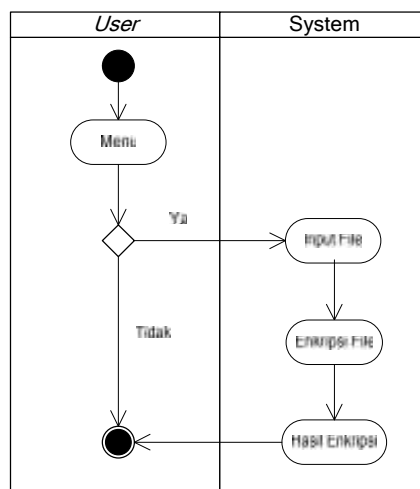 User
System
Menu
Ya
Input File
Tidak
Enkripsi File
Hasil Enkripsi